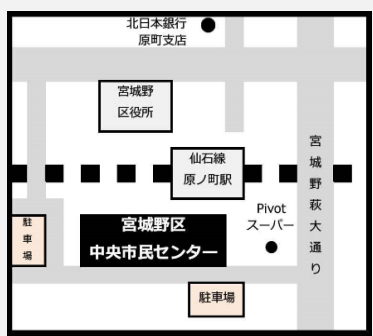 北日本銀行
原町支店
宮城野
区役所
仙石線
原ノ町駅
宮城野萩大通り
Pivot
スーパー
駐車場
宮城野区
中央市民センター
駐車場